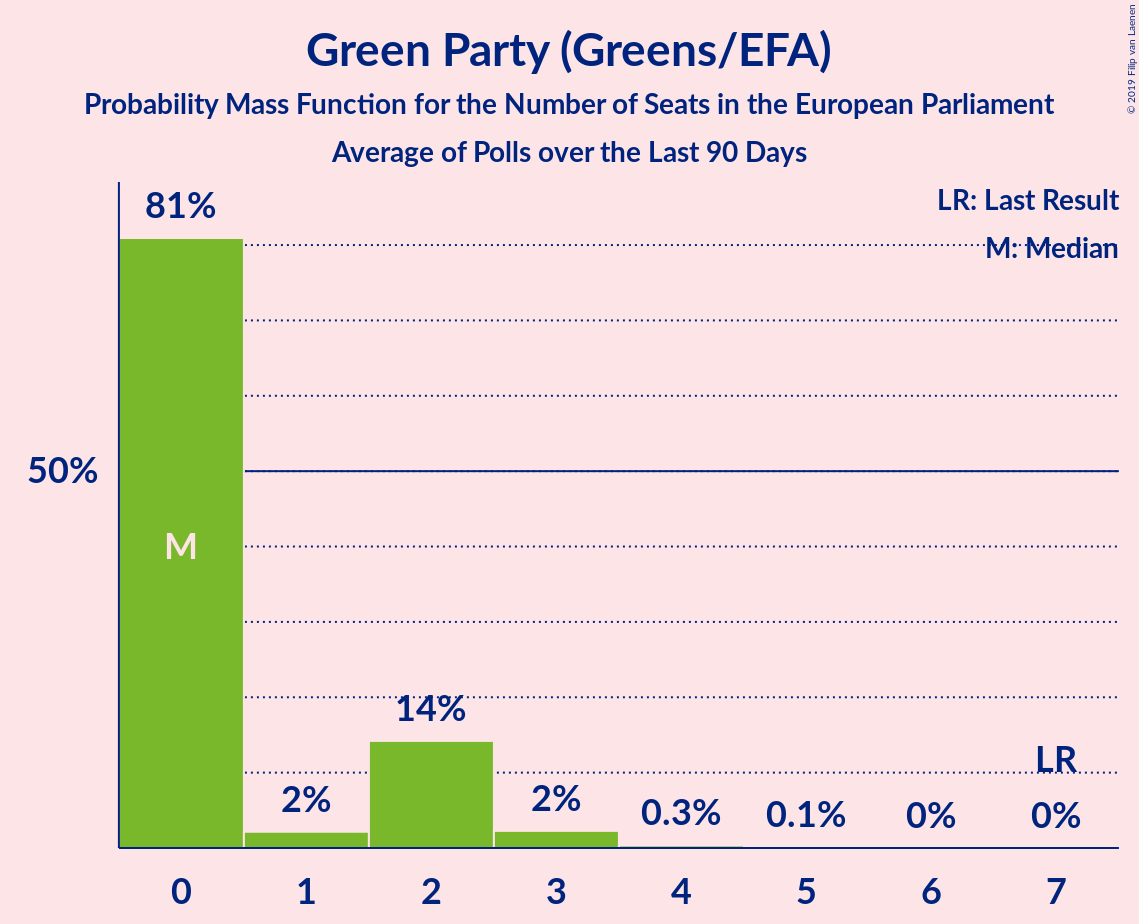 Green Party (Greens/EFA)
Probability Mass Function for the Number of Seats in the European Parliament
Average of Polls over the Last 90 Days
© 2019 Filip van Laenen
LR: Last Result
M: Median
81%
50%
M
14%
2%
2%
0.3%
0.1%
0%
LR
0%
0 1 2 3 4 5 6 7